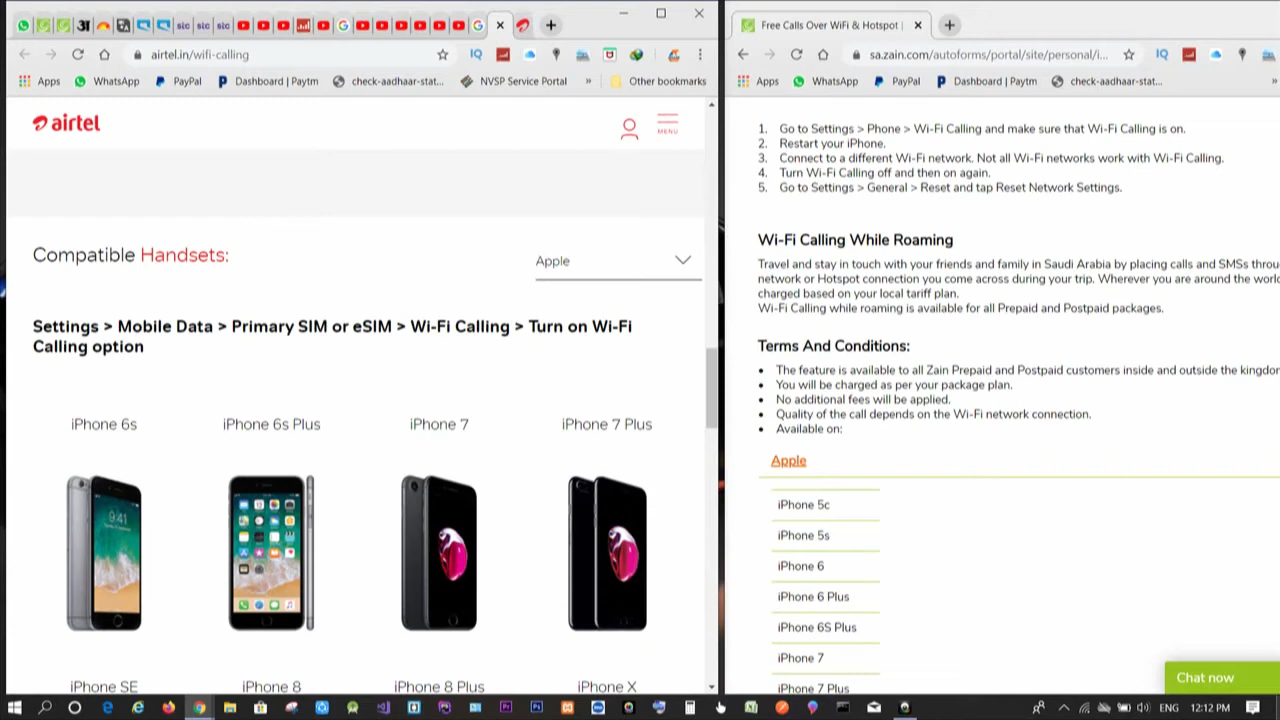 Free Calls Over WiFi & Hotspot |
airtel.in/wifi-calling
sa.zain.com/autoforms/portal/site/personal/i...
Apps WhatsApp PayPal Dashboard | Paytm check-aadhaar-stat... NVSP Service Portal » Other bookmarks
Apps WhatsApp PayPal Dashboard | Paytm check-aadhaar-stat... »
airtel
MENU
Compatible Handsets:
Apple
Settings > Mobile Data > Primary SIM or eSIM > Wi-Fi Calling > Turn on Wi-Fi
Calling option
iPhone 6s
iPhone 6s Plus
iPhone 7
iPhone 7 Plus
9:41
iPhone SE
iPhone 8
iPhone 8 Plus
iPhone X
1. Go to Settings > Phone > Wi-Fi Calling and make sure that Wi-Fi Calling is on.
2. Restart your iPhone.
3. Connect to a different Wi-Fi network. Not all Wi-Fi networks work with Wi-Fi Calling.
4. Turn Wi-Fi Calling off and then on again.
5. Go to Settings > General > Reset and tap Reset Network Settings.
Wi-Fi Calling While Roaming
Travel and stay in touch with your friends and family in Saudi Arabia by placing calls and SMSs throu
network or Hotspot connection you come across during your trip. Wherever you are around the world
charged based on your local tariff plan.
Wi-Fi Calling while roaming is available for all Prepaid and Postpaid packages.
Terms And Conditions:
• The feature is available to all Zain Prepaid and Postpaid customers inside and outside the kingdom
• You will be charged as per your package plan.
• No additional fees will be applied.
• Quality of the call depends on the Wi-Fi network connection.
• Available on:
Apple
iPhone 5c
iPhone 5s
iPhone 6
iPhone 6 Plus
iPhone 6S Plus
iPhone 7
iPhone 7 Plus
Chat now
ENG 12:12 PM